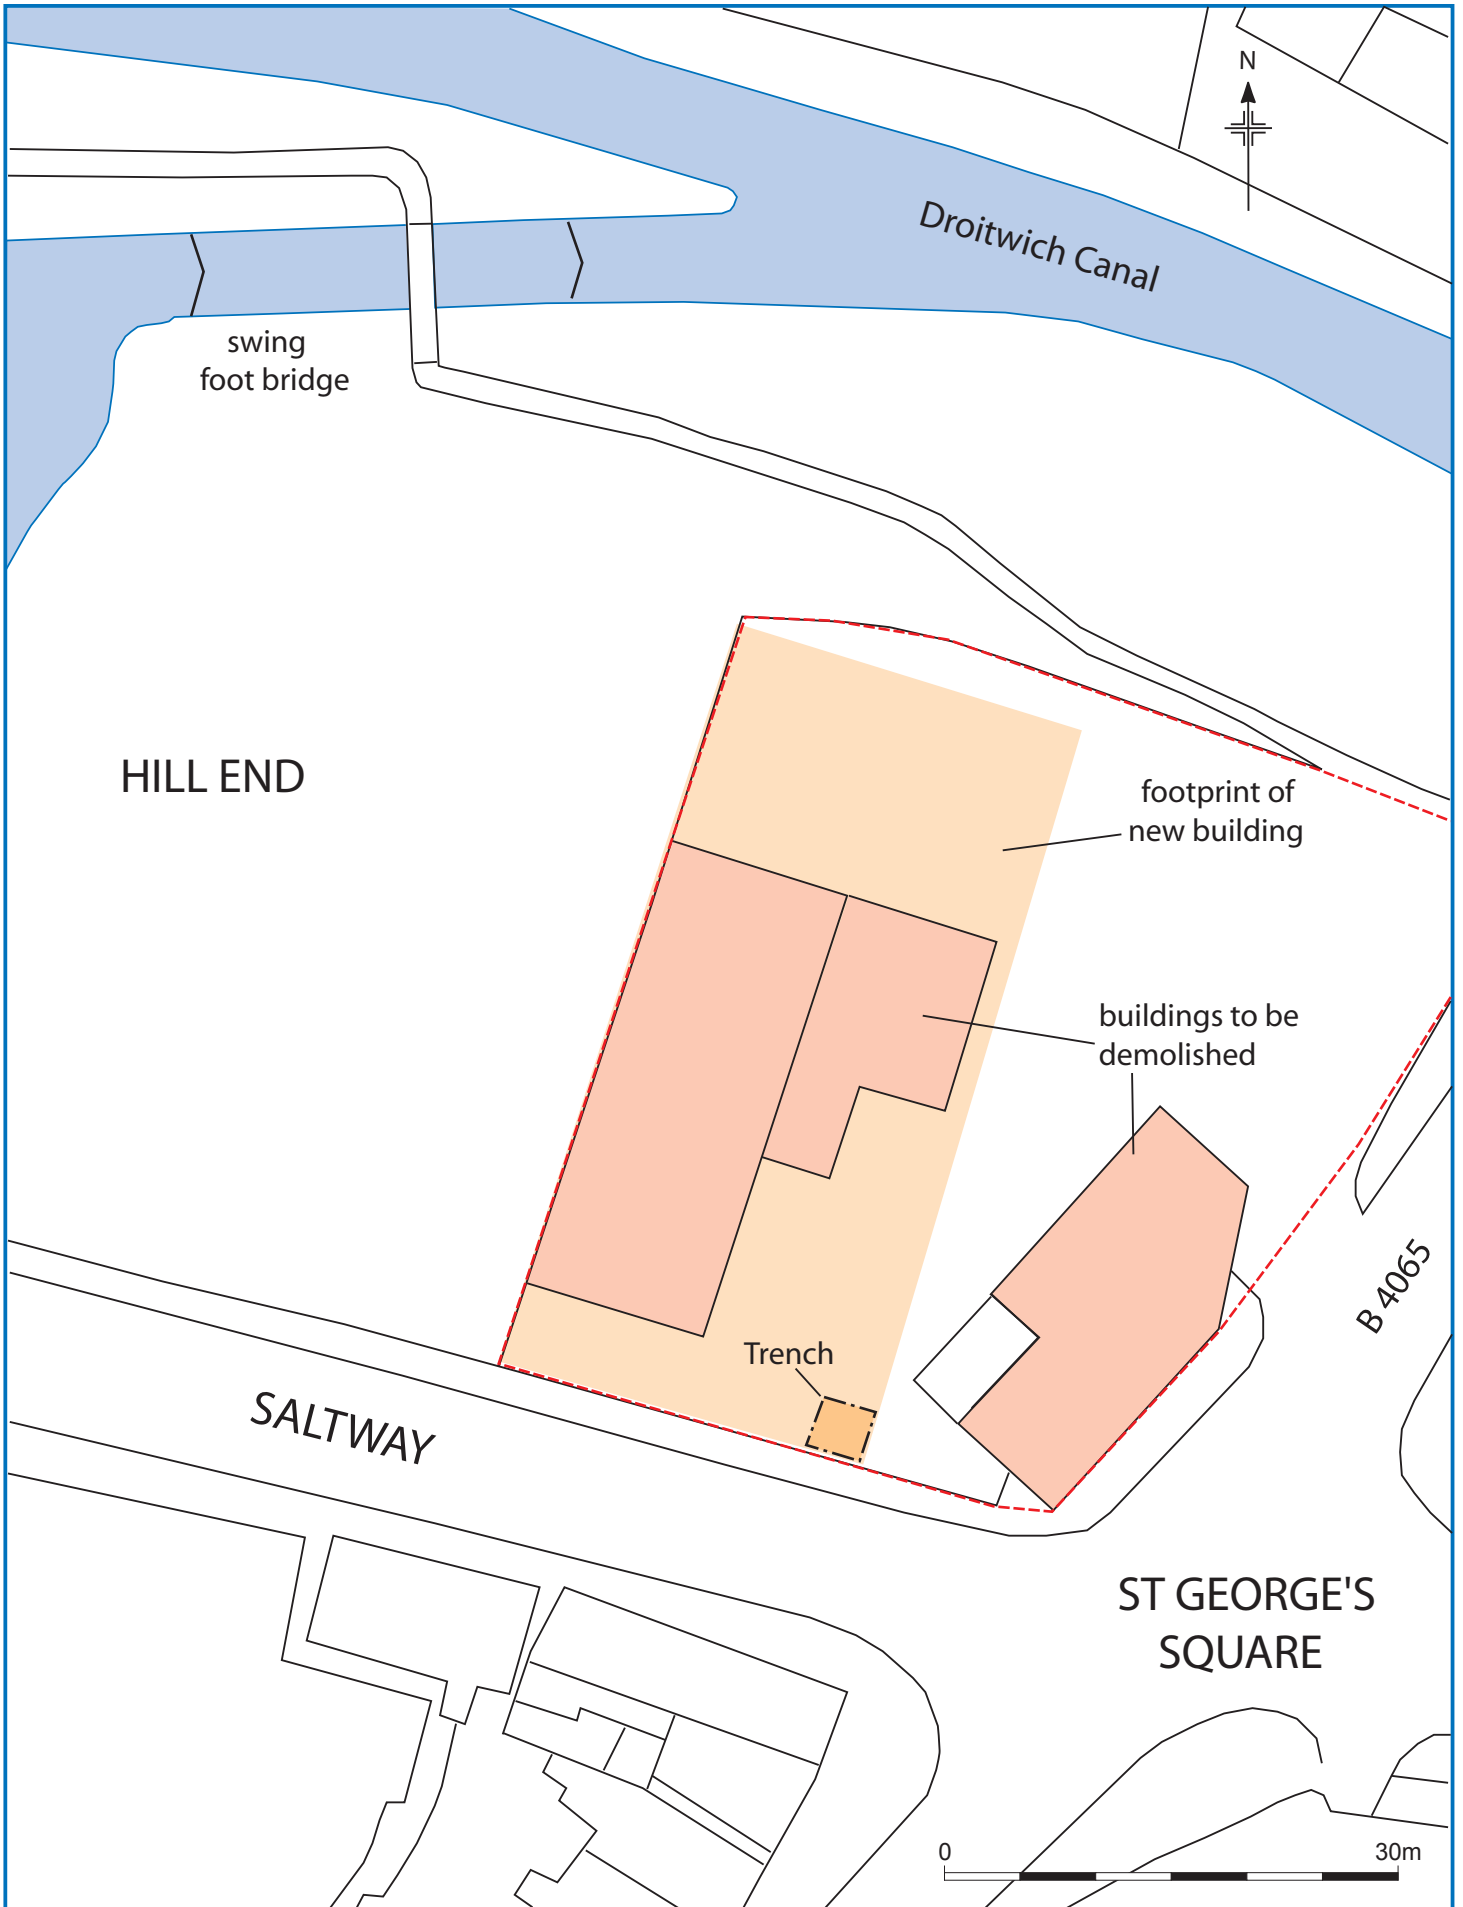 N
Droitwich Canal
swing
foot bridge
HILL END
footprint of
new building
buildings to be
demolished
B 4065
Trench
SALTWAY
ST GEORGE'S
SQUARE
0
30m